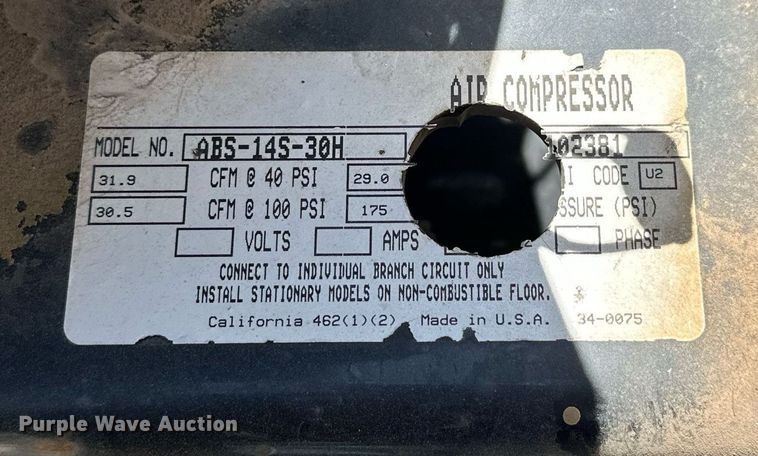 AIR COMPRESSOR
MODEL NO. ABS-14S-30H 102381
31.9 CFM @ 40 PSI 29.0 CODE U2
30.5 CFM @ 100 PSI 175 (PSI)
VOLTS AMPS PHASE
CONNECT TO INDIVIDUAL BRANCH CIRCUIT ONLY
INSTALL STATIONARY MODELS ON NON-COMBUSTIBLE FLOOR.
California 462(1)(2) Made in U.S.A. 34-0075
Purple Wave Auction